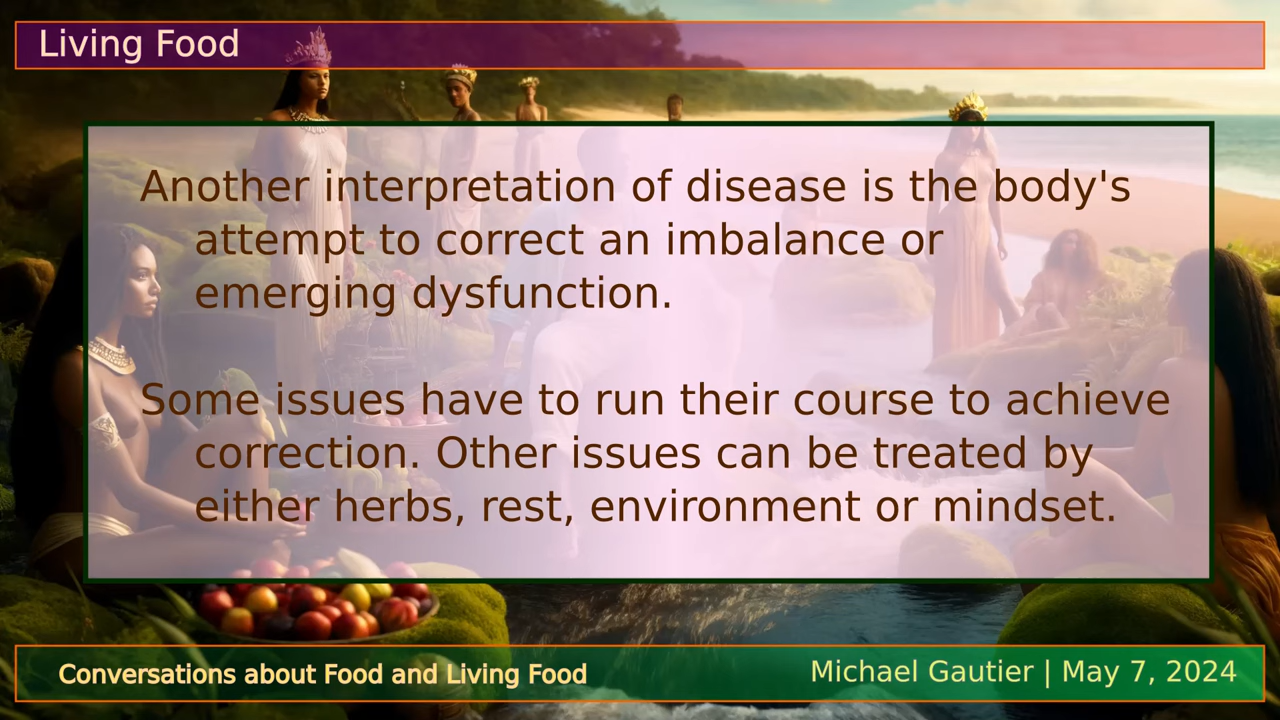 Living Food
Another interpretation of disease is the body's
attempt to correct an imbalance or
emerging dysfunction.
Some issues have to run their course to achieve
correction. Other issues can be treated by
either herbs, rest, environment or mindset.
Conversations about Food and Living Food
Michael Gautier | May 7, 2024